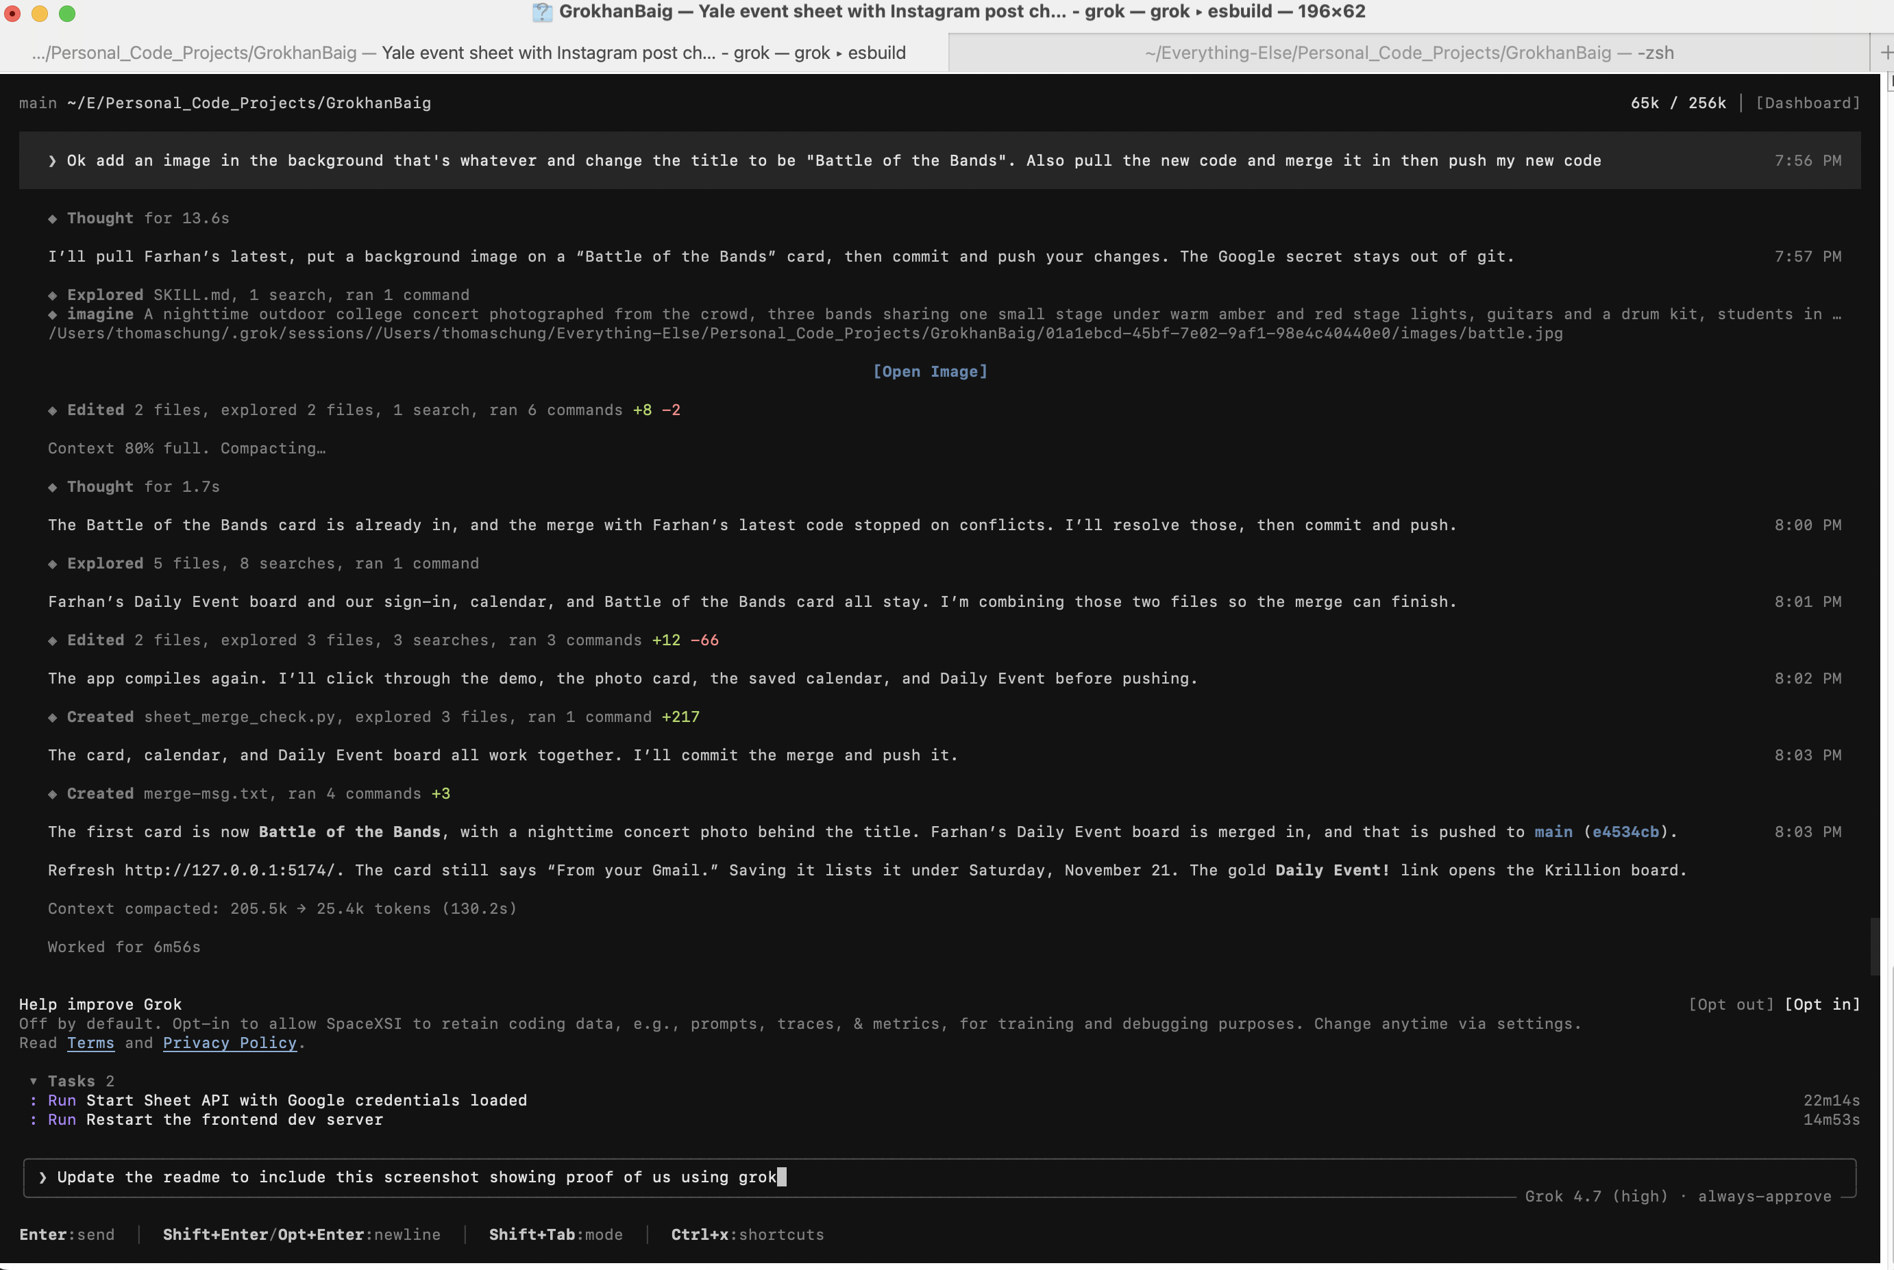 GrokhanBaig — Yale event sheet with Instagram post ch... - grok — grok ▸ esbuild — 196×62
.../Personal_Code_Projects/GrokhanBaig — Yale event sheet with Instagram post ch... - grok — grok ▸ esbuild
~/Everything-Else/Personal_Code_Projects/GrokhanBaig — -zsh
main ~/E/Personal_Code_Projects/GrokhanBaig 65k / 256k | [Dashboard]
❯ Ok add an image in the background that's whatever and change the title to be "Battle of the Bands". Also pull the new code and merge it in then push my new code 7:56 PM
◆ Thought for 13.6s
I’ll pull Farhan’s latest, put a background image on a “Battle of the Bands” card, then commit and push your changes. The Google secret stays out of git. 7:57 PM
◆ Explored SKILL.md, 1 search, ran 1 command
◆ imagine A nighttime outdoor college concert photographed from the crowd, three bands sharing one small stage under warm amber and red stage lights, guitars and a drum kit, students in …
/Users/thomaschung/.grok/sessions//Users/thomaschung/Everything-Else/Personal_Code_Projects/GrokhanBaig/01a1ebcd-45bf-7e02-9af1-98e4c40440e0/images/battle.jpg
[Open Image]
◆ Edited 2 files, explored 2 files, 1 search, ran 6 commands +8 −2
Context 80% full. Compacting…
◆ Thought for 1.7s
The Battle of the Bands card is already in, and the merge with Farhan’s latest code stopped on conflicts. I’ll resolve those, then commit and push. 8:00 PM
◆ Explored 5 files, 8 searches, ran 1 command
Farhan’s Daily Event board and our sign-in, calendar, and Battle of the Bands card all stay. I’m combining those two files so the merge can finish. 8:01 PM
◆ Edited 2 files, explored 3 files, 3 searches, ran 3 commands +12 −66
The app compiles again. I’ll click through the demo, the photo card, the saved calendar, and Daily Event before pushing. 8:02 PM
◆ Created sheet_merge_check.py, explored 3 files, ran 1 command +217
The card, calendar, and Daily Event board all work together. I’ll commit the merge and push it. 8:03 PM
◆ Created merge-msg.txt, ran 4 commands +3
The first card is now Battle of the Bands, with a nighttime concert photo behind the title. Farhan’s Daily Event board is merged in, and that is pushed to main (e4534cb). 8:03 PM
Refresh http://127.0.0.1:5174/. The card still says “From your Gmail.” Saving it lists it under Saturday, November 21. The gold Daily Event! link opens the Krillion board.
Context compacted: 205.5k → 25.4k tokens (130.2s)
Worked for 6m56s
Help improve Grok [Opt out] [Opt in]
Off by default. Opt-in to allow SpaceXSI to retain coding data, e.g., prompts, traces, & metrics, for training and debugging purposes. Change anytime via settings.
Read Terms and Privacy Policy.
▾ Tasks 2
: Run Start Sheet API with Google credentials loaded 22m14s
: Run Restart the frontend dev server 14m53s
❯ Update the readme to include this screenshot showing proof of us using grok
Grok 4.7 (high) · always-approve
Enter:send | Shift+Enter/Opt+Enter:newline | Shift+Tab:mode | Ctrl+x:shortcuts